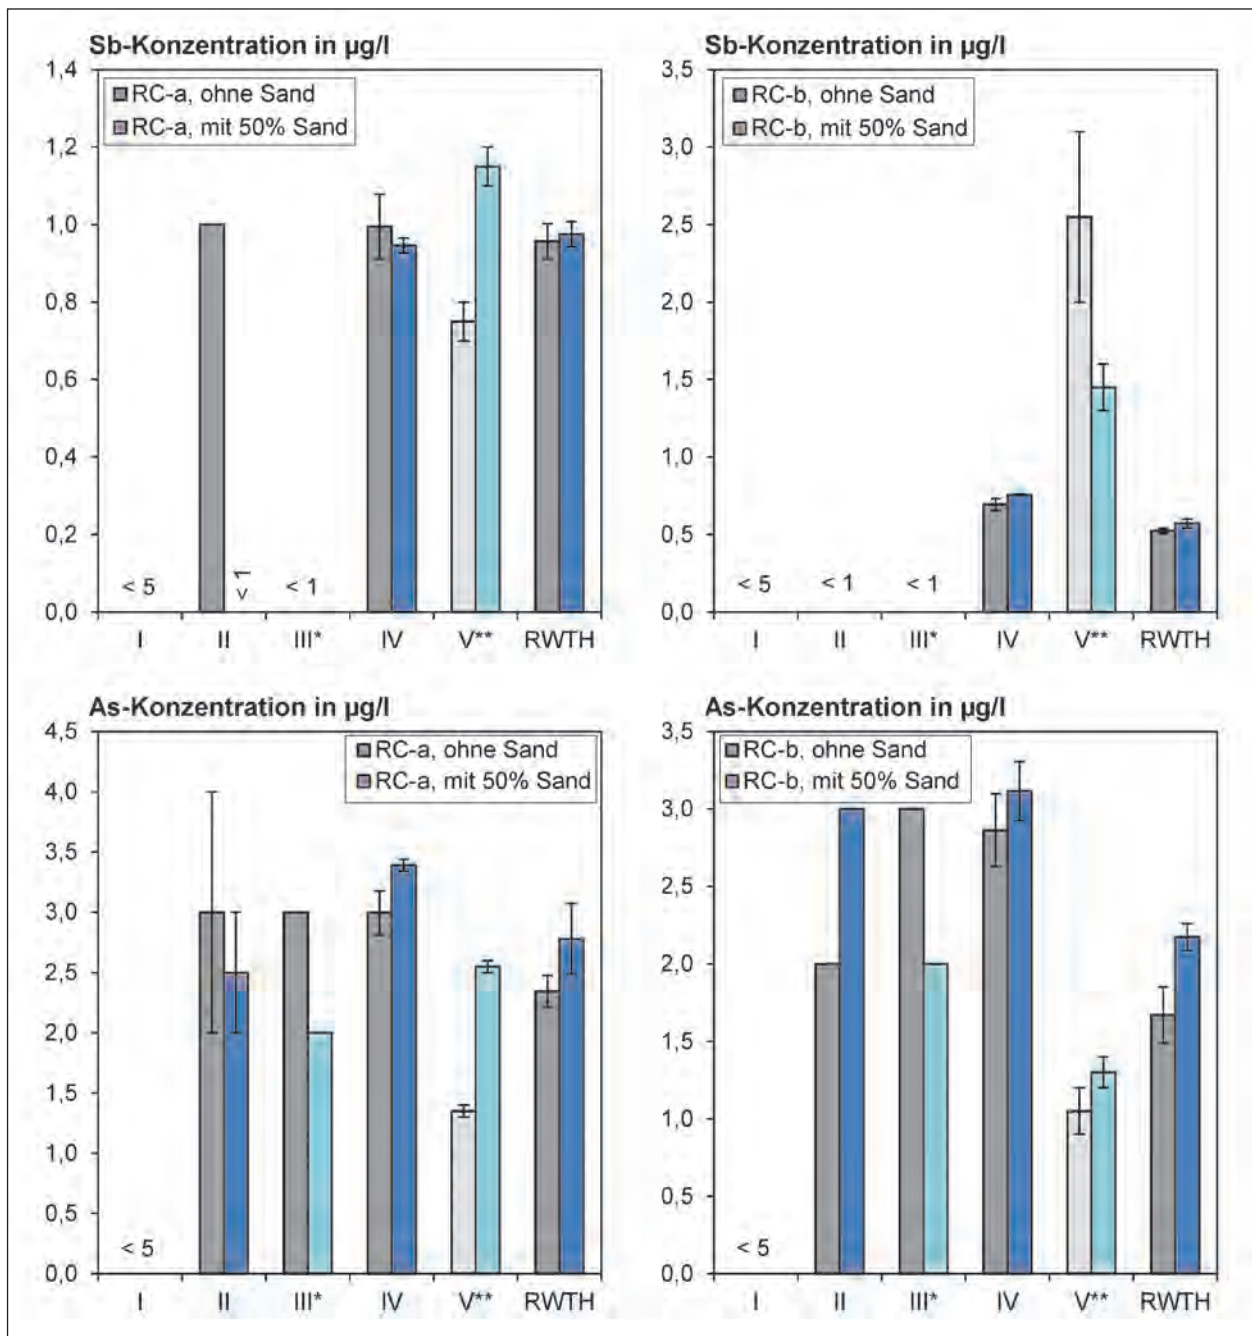 Sb-Konzentration in µg/l
1,4
1,2
1,0
0,8
0,6
0,4
0,2
0,0
RC-a, ohne Sand
RC-a, mit 50% Sand
< 5
< 1
< 1
I II III* IV V** RWTH
Sb-Konzentration in µg/l
3,5
3,0
2,5
2,0
1,5
1,0
0,5
0,0
RC-b, ohne Sand
RC-b, mit 50% Sand
< 5 < 1 < 1
I II III* IV V** RWTH
As-Konzentration in µg/l
4,5
4,0
3,5
3,0
2,5
2,0
1,5
1,0
0,5
0,0
RC-a, ohne Sand
RC-a, mit 50% Sand
< 5
I II III* IV V** RWTH
As-Konzentration in µg/l
3,5
3,0
2,5
2,0
1,5
1,0
0,5
0,0
RC-b, ohne Sand
RC-b, mit 50% Sand
< 5
I II III* IV V** RWTH